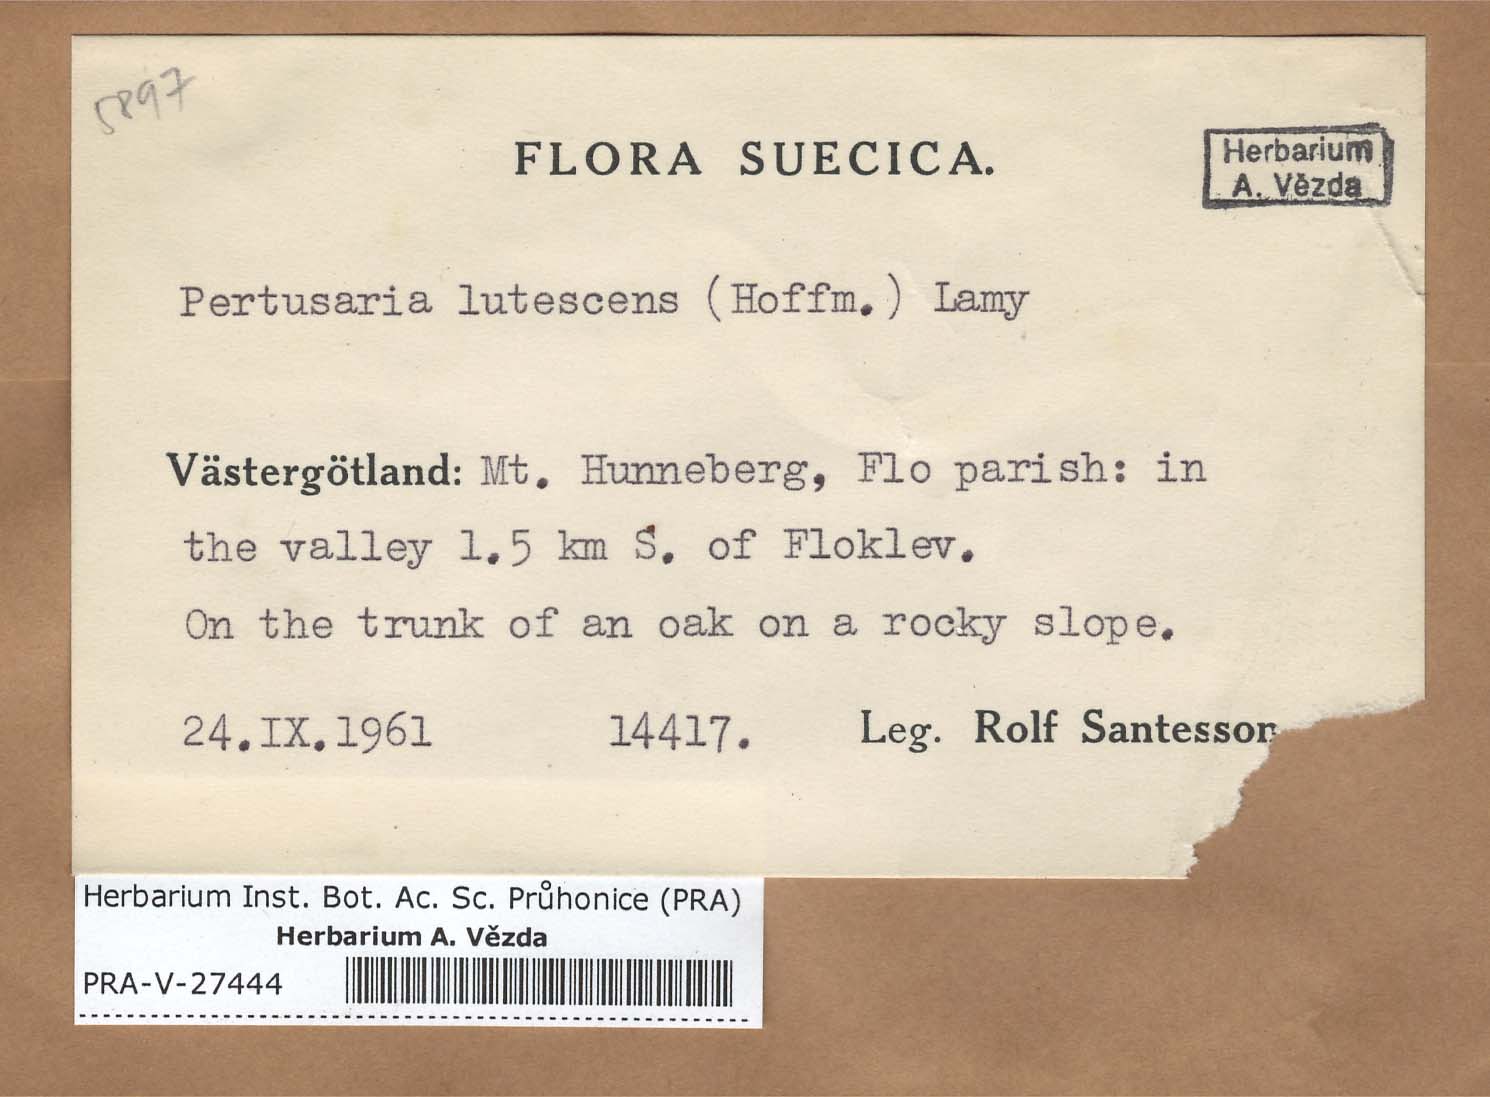 5897
FLORA SUECICA.
Herbarium
A. Vězda
Pertusaria lutescens (Hoffm.) Lamy
Västergötland: Mt. Hunneberg, Flo parish: in
the valley 1.5 km S. of Floklev.
On the trunk of an oak on a rocky slope.
24.IX.1961 14417. Leg. Rolf Santesson
Herbarium Inst. Bot. Ac. Sc. Průhonice (PRA)
Herbarium A. Vězda
PRA-V-27444